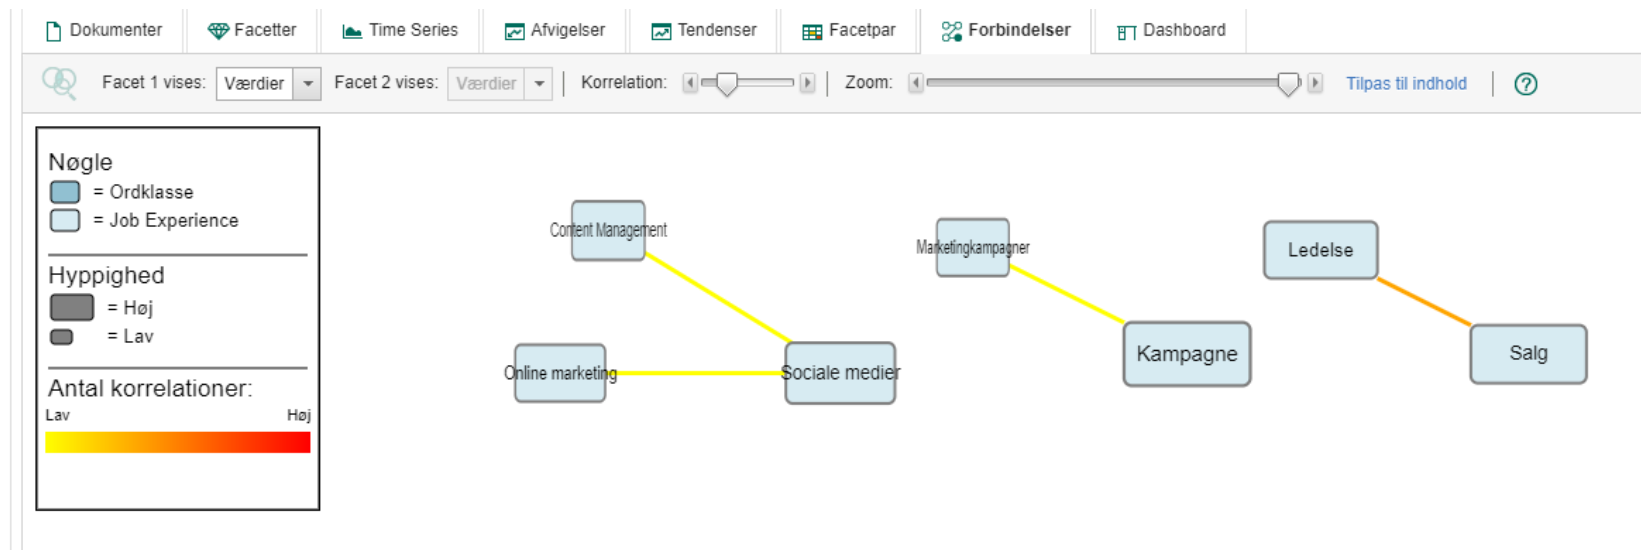 Dokumenter Facetter Time Series Afvigelser Tendenser Facetpar Forbindelser Dashboard
Facet 1 vises: Værdier Facet 2 vises: Værdier Korrelation: Zoom: Tilpas til indhold ?
Nøgle
= Ordklasse
= Job Experience
Hyppighed
= Høj
= Lav
Antal korrelationer:
Lav Høj
Content Management
Online marketing
Sociale medier
Marketingkampagner
Kampagne
Ledelse
Salg